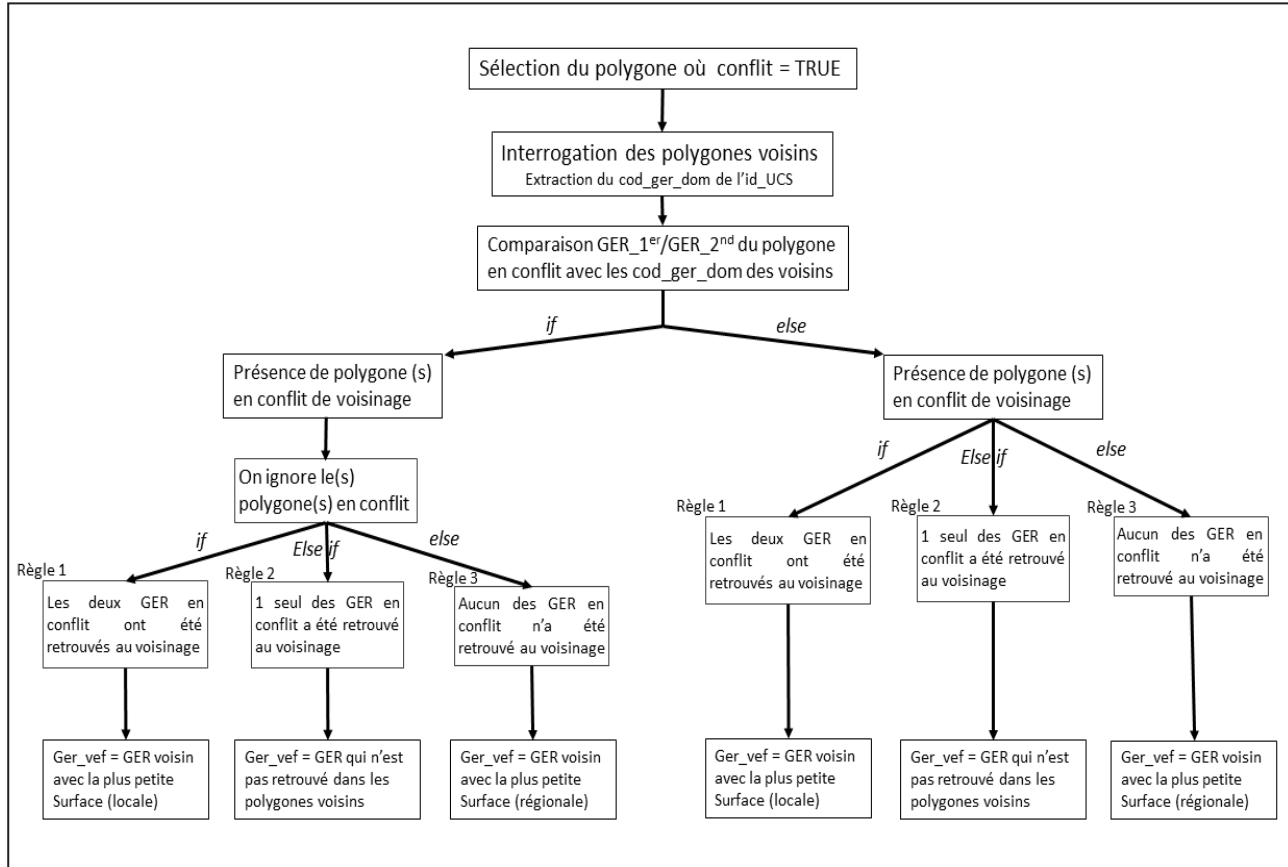 Sélection du polygone où conflit = TRUE
Interrogation des polygones voisins
Extraction du cod_ger_dom de l'id_UCS
Comparaison GER_1er/GER_2nd du polygone
en conflit avec les cod_ger_dom des voisins
if
else
Présence de polygone (s)
en conflit de voisinage
On ignore le(s)
polygone(s) en conflit
if
Else if
else
Règle 1
Les deux GER en
conflit ont été
retrouvés au voisinage
Règle 2
1 seul des GER en
conflit a été retrouvé
au voisinage
Règle 3
Aucun des GER en
conflit n'a été
retrouvé au voisinage
Ger_vef = GER voisin
avec la plus petite
Surface (locale)
Ger_vef = GER qui n'est
pas retrouvé dans les
polygones voisins
Ger_vef = GER voisin
avec la plus petite
Surface (régionale)
Présence de polygone (s)
en conflit de voisinage
if
Else if
else
Règle 1
Les deux GER en
conflit ont été
retrouvés au voisinage
Règle 2
1 seul des GER en
conflit a été retrouvé
au voisinage
Règle 3
Aucun des GER en
conflit n'a été
retrouvé au voisinage
Ger_vef = GER voisin
avec la plus petite
Surface (locale)
Ger_vef = GER qui n'est
pas retrouvé dans les
polygones voisins
Ger_vef = GER voisin
avec la plus petite
Surface (régionale)